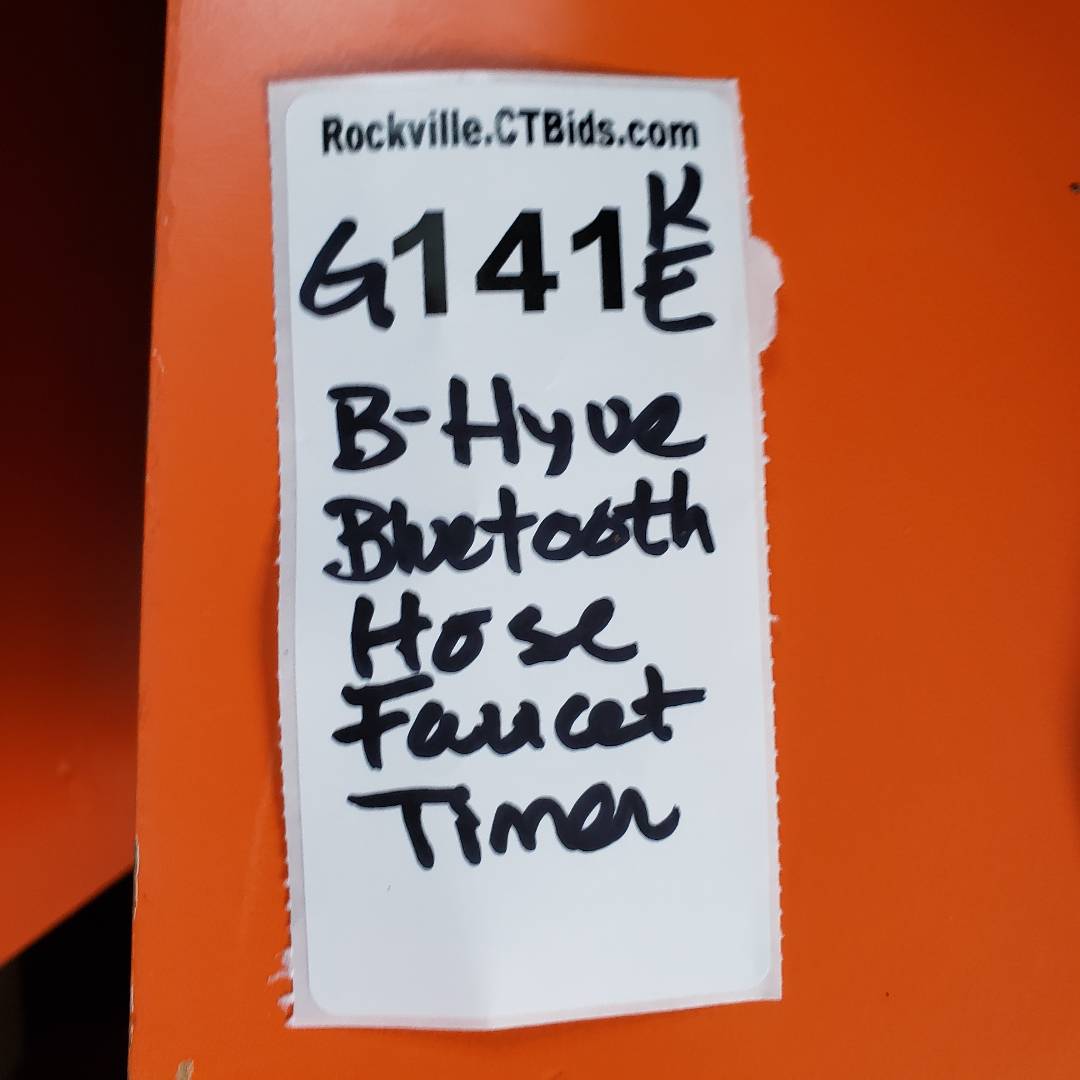 Rockville.CTBids.com
G141KE
B-Hyve
Bluetooth
Hose
Faucet
Timer